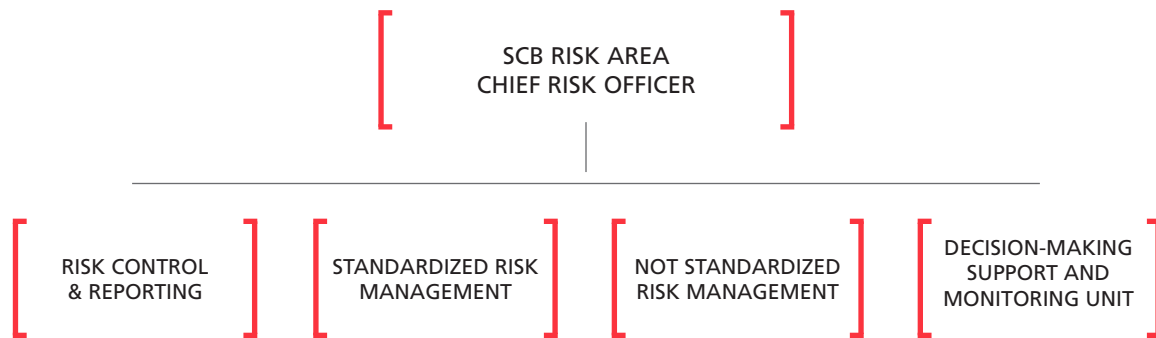 SCB RISK AREA
CHIEF RISK OFFICER
RISK CONTROL
& REPORTING
STANDARDIZED RISK
MANAGEMENT
NOT STANDARDIZED
RISK MANAGEMENT
DECISION-MAKING
SUPPORT AND
MONITORING UNIT